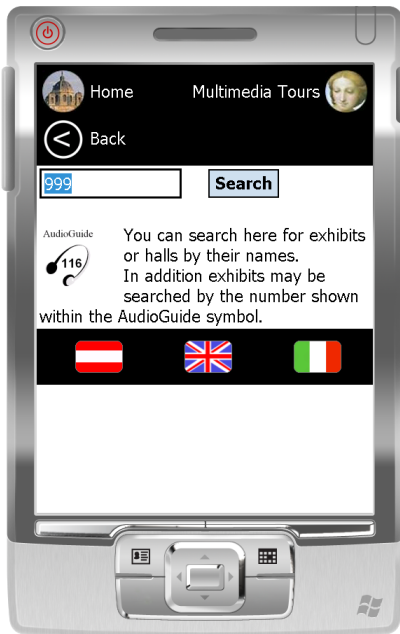 Home
Multimedia Tours
Back
999
Search
AudioGuide
116
You can search here for exhibits
or halls by their names.
In addition exhibits may be
searched by the number shown
within the AudioGuide symbol.